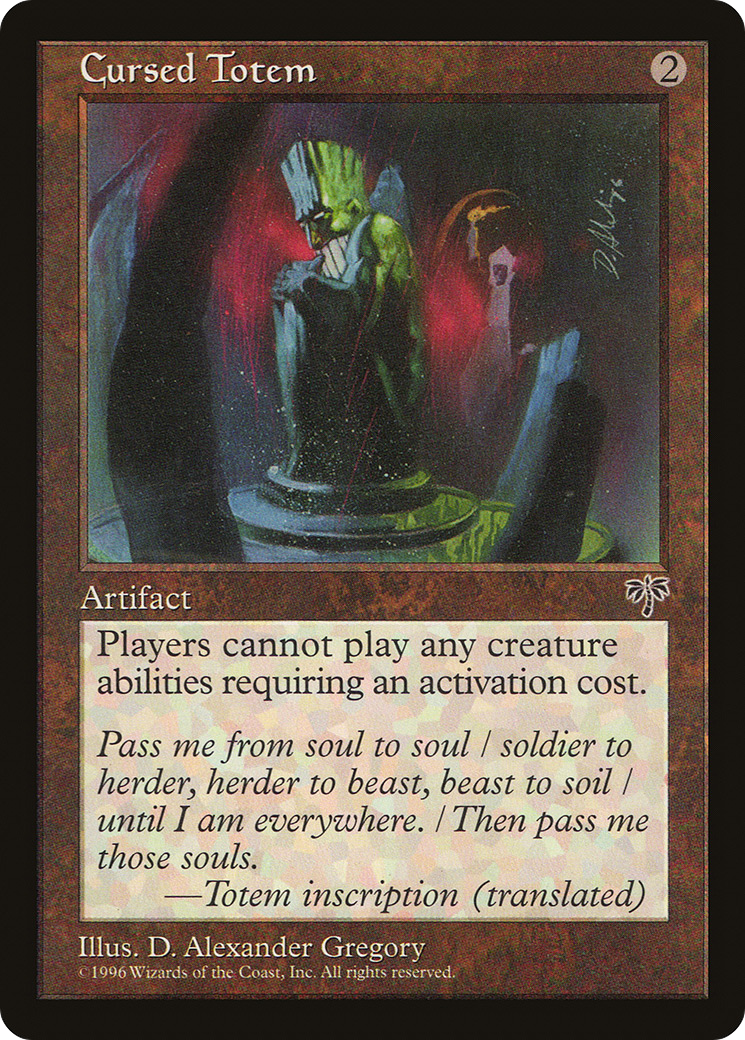 Cursed Totem
2
Artifact
Players cannot play any creature
abilities requiring an activation cost.
Pass me from soul to soul / soldier to
herder, herder to beast, beast to soil /
until I am everywhere. / Then pass me
those souls.
—Totem inscription (translated)
Illus. D. Alexander Gregory
©1996 Wizards of the Coast, Inc. All rights reserved.